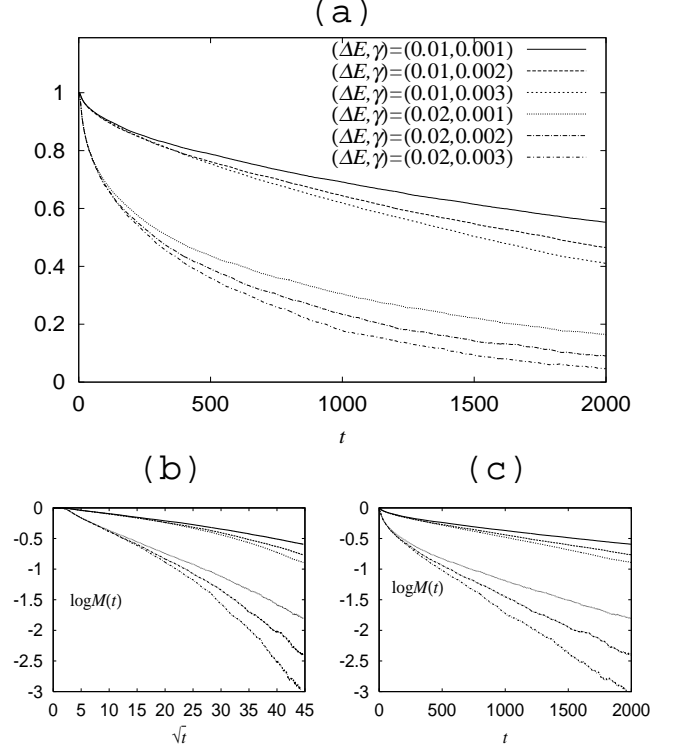 (a)
(ΔE,γ)=(0.01,0.001)
(ΔE,γ)=(0.01,0.002)
(ΔE,γ)=(0.01,0.003)
(ΔE,γ)=(0.02,0.001)
(ΔE,γ)=(0.02,0.002)
(ΔE,γ)=(0.02,0.003)
1
0.8
0.6
0.4
0.2
0
0 500 1000 1500 2000
t
(b)
0
-0.5
-1
-1.5
-2
-2.5
-3
logM(t)
0 5 10 15 20 25 30 35 40 45
√t
(c)
0
-0.5
-1
-1.5
-2
-2.5
-3
logM(t)
0 500 1000 1500 2000
t